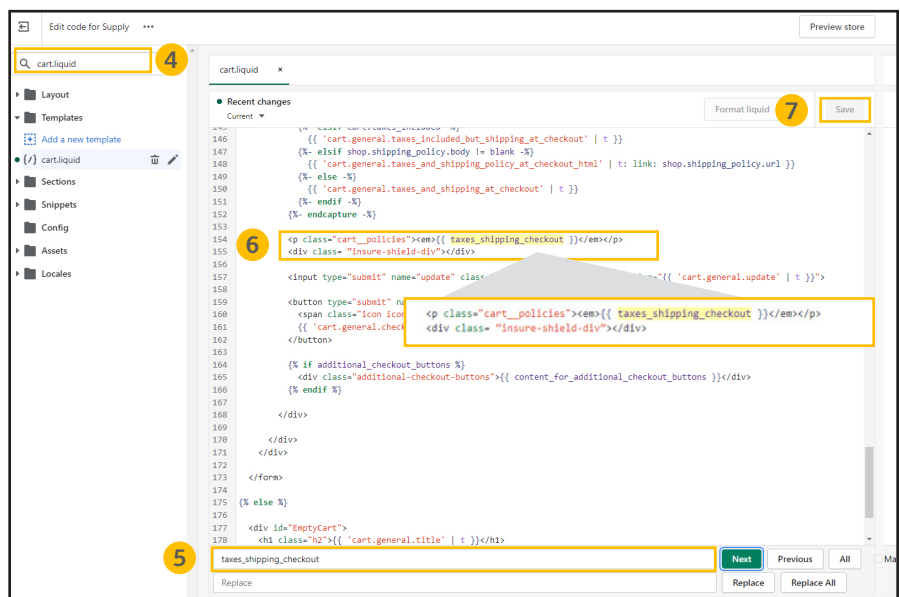 Edit code for Supply •••
Preview store
cart.liquid
4
Layout
Templates
Add a new template
{/} cart.liquid
Sections
Snippets
Config
Assets
Locales
cart.liquid ×
Recent changes
Current ▼
Format liquid
7
Save
146 {{ 'cart.general.taxes_included_but_shipping_at_checkout' | t }}
147 {%- elsif shop.shipping_policy.body != blank -%}
148 {{ 'cart.general.taxes_and_shipping_policy_at_checkout_html' | t: link: shop.shipping_policy.url }}
149 {%- else -%}
150 {{ 'cart.general.taxes_and_shipping_at_checkout' | t }}
151 {%- endif -%}
152 {%- endcapture -%}
153
6
154 <p class="cart__policies"><em>{{ taxes_shipping_checkout }}</em></p>
155 <div class= “insure-shield-div”></div>
156
157 <input type="submit" name="update" clas "{{ 'cart.general.update' | t }}">
158
159 <button type="submit" na
160 <span class="icon icon
161 {{ 'cart.general.check
162 </button>
<p class="cart__policies"><em>{{ taxes_shipping_checkout }}</em></p>
<div class= “insure-shield-div”></div>
163
164 {% if additional_checkout_buttons %}
165 <div class="additional-checkout-buttons">{{ content_for_additional_checkout_buttons }}</div>
166 {% endif %}
167
168 </div>
169
170 </div>
171 </div>
172
173 </form>
174
175 {% else %}
176
177 <div id="EmptyCart">
178 <h1 class="h2">{{ 'cart.general.title' | t }}</h1>
5
taxes_shipping_checkout
Next
Previous
All
Ma
Replace
Replace
Replace All